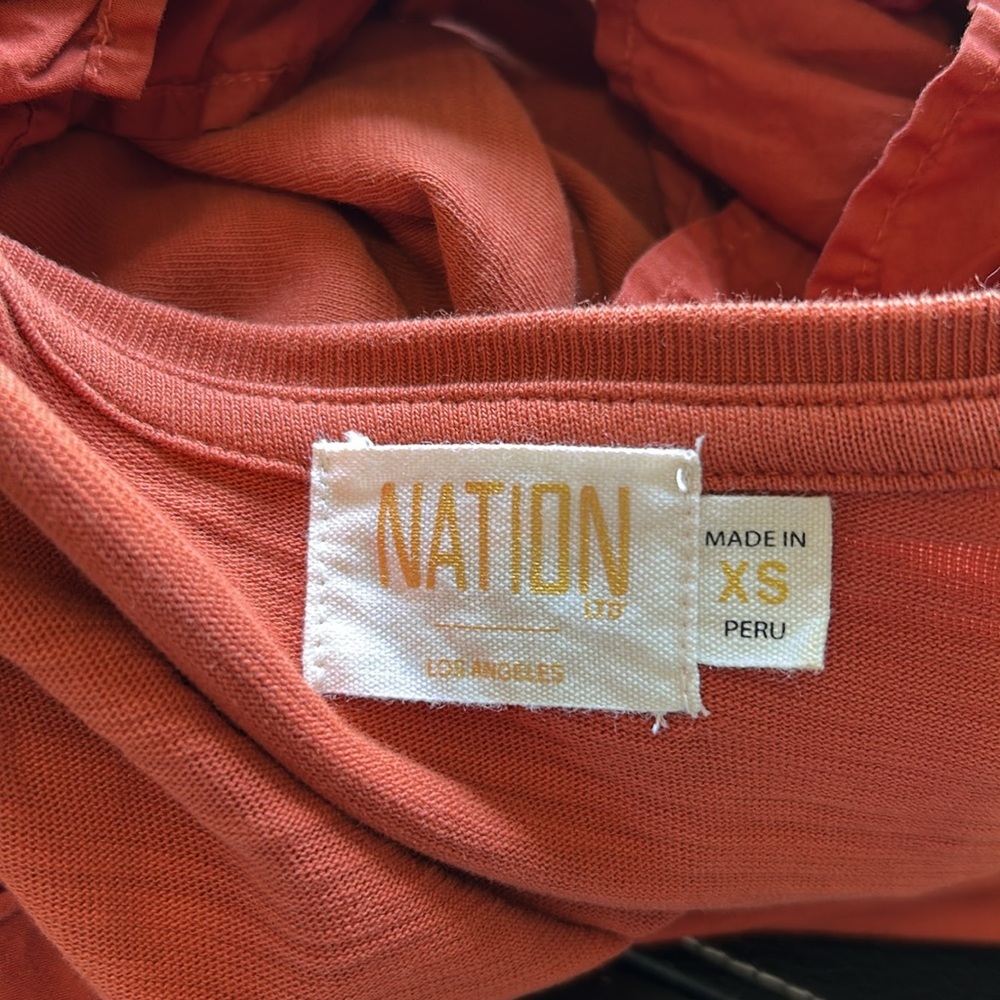 NATION
LTD
LOS ANGELES
MADE IN
XS
PERU